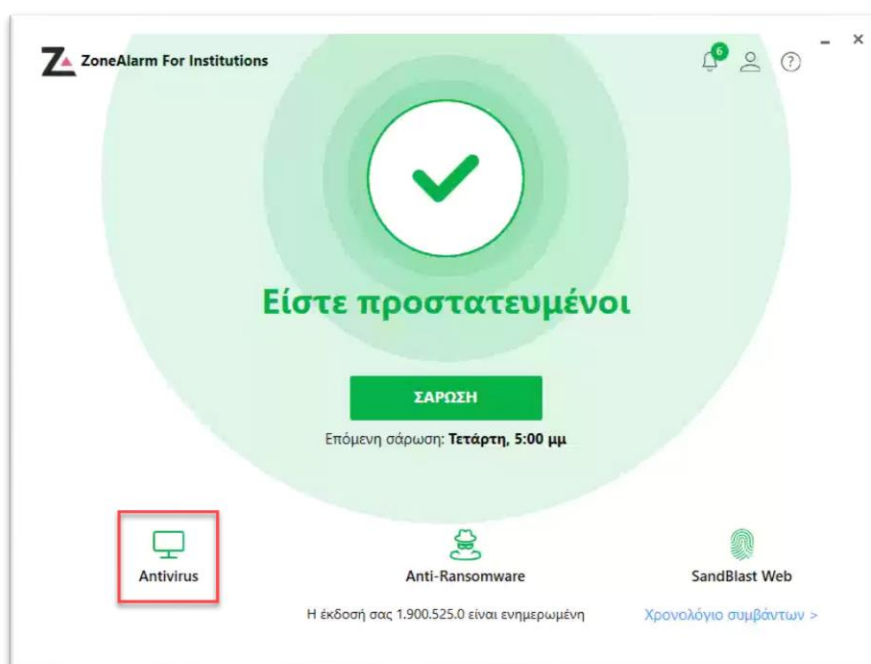 ZoneAlarm For Institutions
6
?
Είστε προστατευμένοι
ΣΑΡΩΣΗ
Επόμενη σάρωση: Τετάρτη, 5:00 μμ
Antivirus
Anti-Ransomware
SandBlast Web
Η έκδοσή σας 1.900.525.0 είναι ενημερωμένη
Χρονολόγιο συμβάντων >